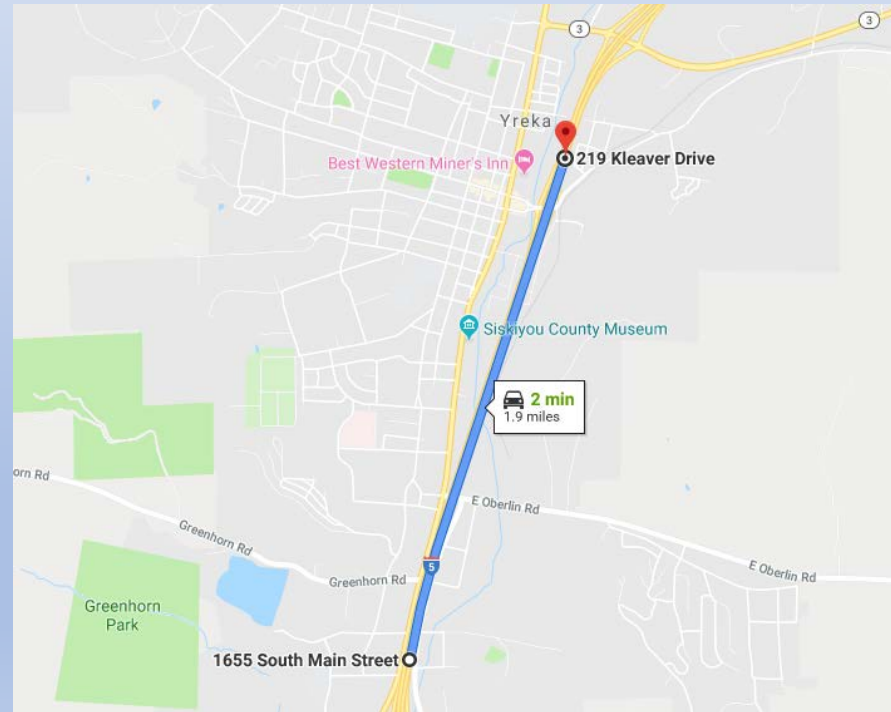 3
3
Yreka
Best Western Miner's Inn
219 Kleaver Drive
Siskiyou County Museum
2 min
1.9 miles
orn Rd
E Oberlin Rd
Greenhorn Rd
5
E Oberlin Rd
Greenhorn Rd
Greenhorn
Park
1655 South Main Street